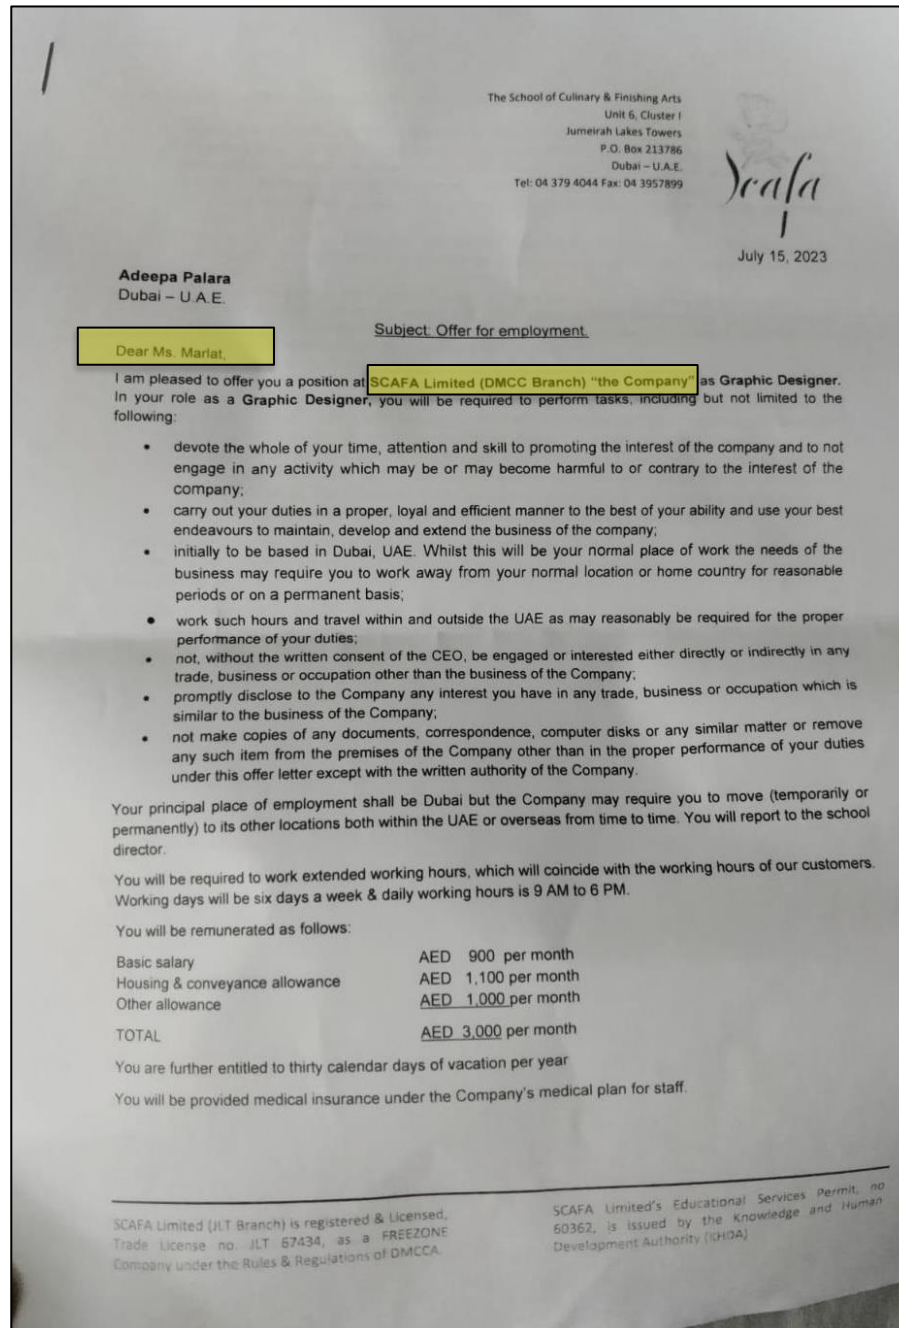 The School of Culinary & Finishing Arts
Unit 6, Cluster I
Jumeirah Lakes Towers
P.O. Box 213786
Dubai – U.A.E.
Tel: 04 379 4044 Fax: 04 3957899
Scafa
July 15, 2023
Adeepa Palara
Dubai – U.A.E.
Subject: Offer for employment.
Dear Ms. Marlat,
I am pleased to offer you a position at SCAFA Limited (DMCC Branch) "the Company" as Graphic Designer.
In your role as a Graphic Designer, you will be required to perform tasks, including but not limited to the
following:
• devote the whole of your time, attention and skill to promoting the interest of the company and to not
engage in any activity which may be or may become harmful to or contrary to the interest of the
company;
• carry out your duties in a proper, loyal and efficient manner to the best of your ability and use your best
endeavours to maintain, develop and extend the business of the company;
• initially to be based in Dubai, UAE. Whilst this will be your normal place of work the needs of the
business may require you to work away from your normal location or home country for reasonable
periods or on a permanent basis;
• work such hours and travel within and outside the UAE as may reasonably be required for the proper
performance of your duties;
• not, without the written consent of the CEO, be engaged or interested either directly or indirectly in any
trade, business or occupation other than the business of the Company;
• promptly disclose to the Company any interest you have in any trade, business or occupation which is
similar to the business of the Company;
• not make copies of any documents, correspondence, computer disks or any similar matter or remove
any such item from the premises of the Company other than in the proper performance of your duties
under this offer letter except with the written authority of the Company.
Your principal place of employment shall be Dubai but the Company may require you to move (temporarily or
permanently) to its other locations both within the UAE or overseas from time to time. You will report to the school
director.
You will be required to work extended working hours, which will coincide with the working hours of our customers.
Working days will be six days a week & daily working hours is 9 AM to 6 PM.
You will be remunerated as follows:
Basic salary AED 900 per month
Housing & conveyance allowance AED 1,100 per month
Other allowance AED 1,000 per month
TOTAL AED 3,000 per month
You are further entitled to thirty calendar days of vacation per year
You will be provided medical insurance under the Company's medical plan for staff.
SCAFA Limited (JLT Branch) is registered & Licensed,
Trade License no. JLT 67434, as a FREEZONE
Company under the Rules & Regulations of DMCCA.
SCAFA Limited's Educational Services Permit, no
60362, is issued by the Knowledge and Human
Development Authority (KHDA)